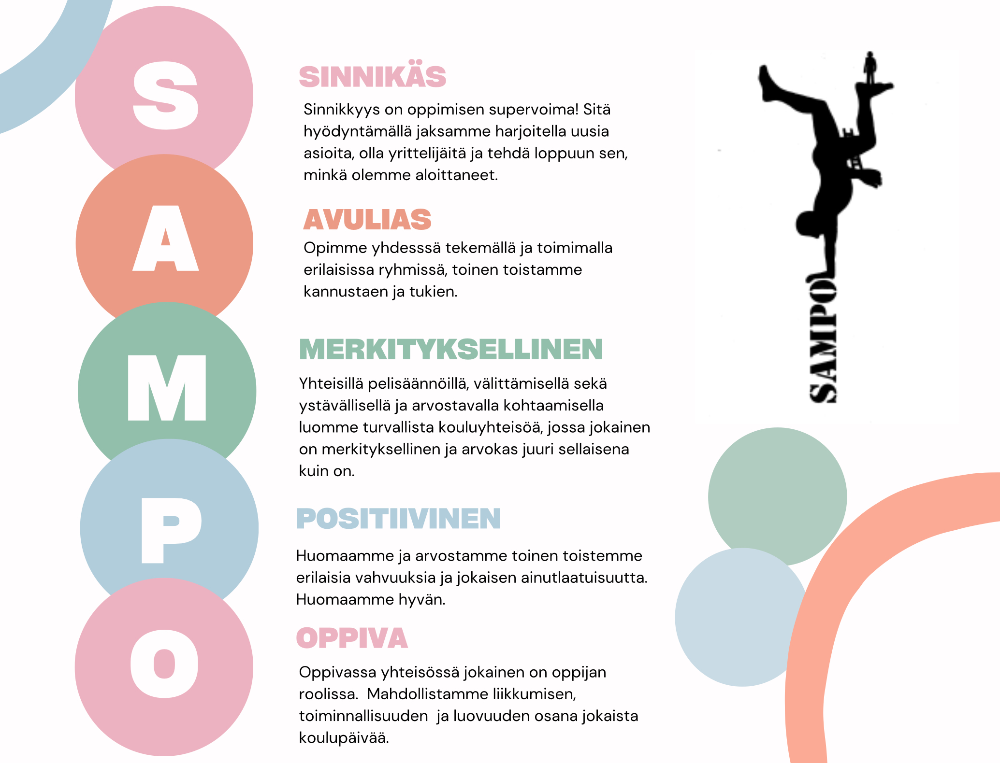 S
SINNIKÄS
Sinnikkyys on oppimisen supervoima! Sitä
hyödyntämällä jaksamme harjoitella uusia
asioita, olla yrittelijäitä ja tehdä loppuun sen,
minkä olemme aloittaneet.
A
AVULIAS
Opimme yhdesssä tekemällä ja toimimalla
erilaisissa ryhmissä, toinen toistamme
kannustaen ja tukien.
M
MERKITYKSELLINEN
Yhteisillä pelisäännöillä, välittämisellä sekä
ystävällisellä ja arvostavalla kohtaamisella
luomme turvallista kouluyhteisöä, jossa jokainen
on merkityksellinen ja arvokas juuri sellaisena
kuin on.
P
POSITIIVINEN
Huomaamme ja arvostamme toinen toistemme
erilaisia vahvuuksia ja jokaisen ainutlaatuisuutta.
Huomaamme hyvän.
O
OPPIVA
Oppivassa yhteisössä jokainen on oppijan
roolissa.  Mahdollistamme liikkumisen,
toiminnallisuuden  ja luovuuden osana jokaista
koulupäivää.
SAMPO